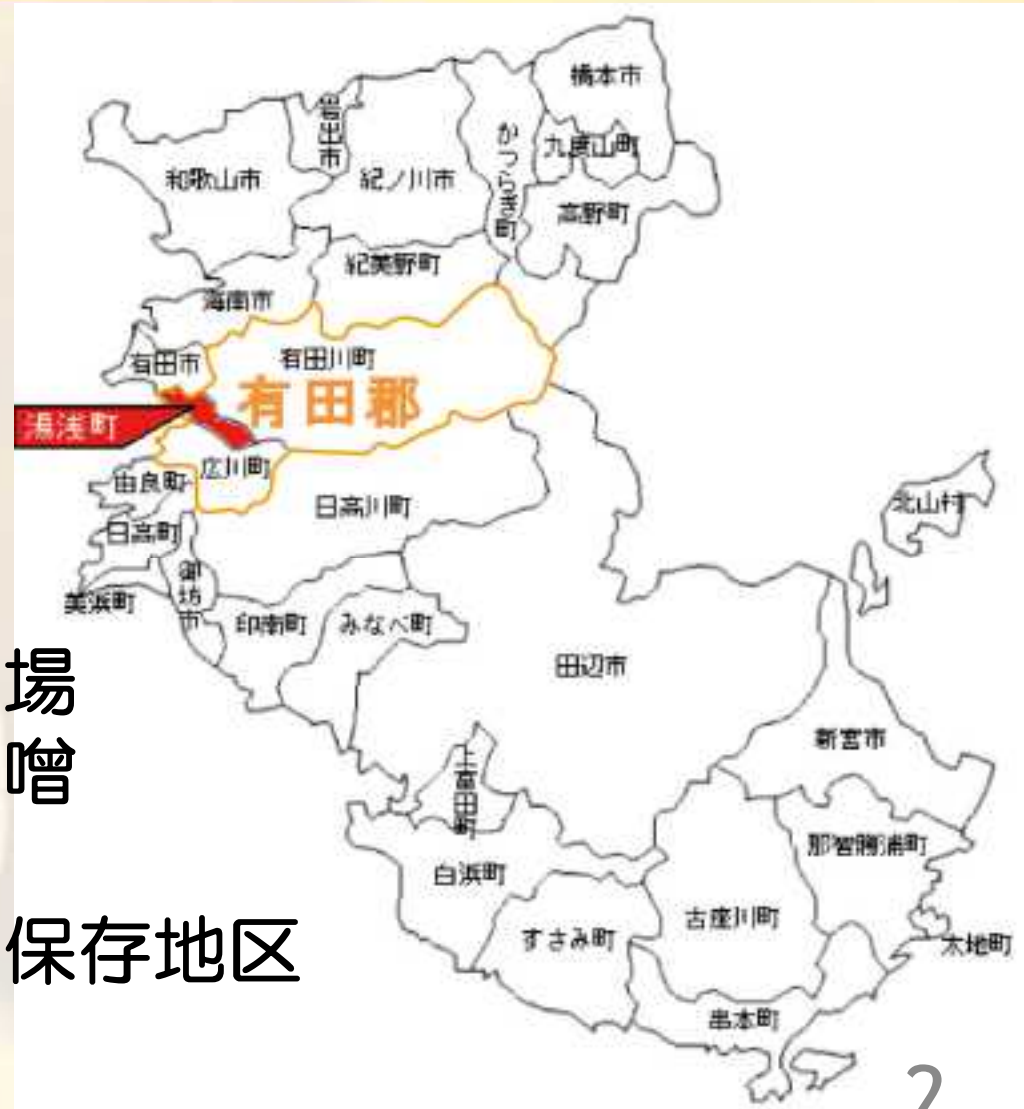 橋本市
岩出市
かつらぎ町
九度山町
和歌山市
紀ノ川市
高野町
紀美野町
海南市
有田市
有田川町
有田郡
湯浅町
広川町
由良町
日高川町
北山村
日高町
御坊市
美浜町
印南町
みなべ町
田辺市
場
新宮市
噌
上富田町
那智勝浦町
白浜町
古座川町
すさみ町
保存地区
太地町
串本町
2